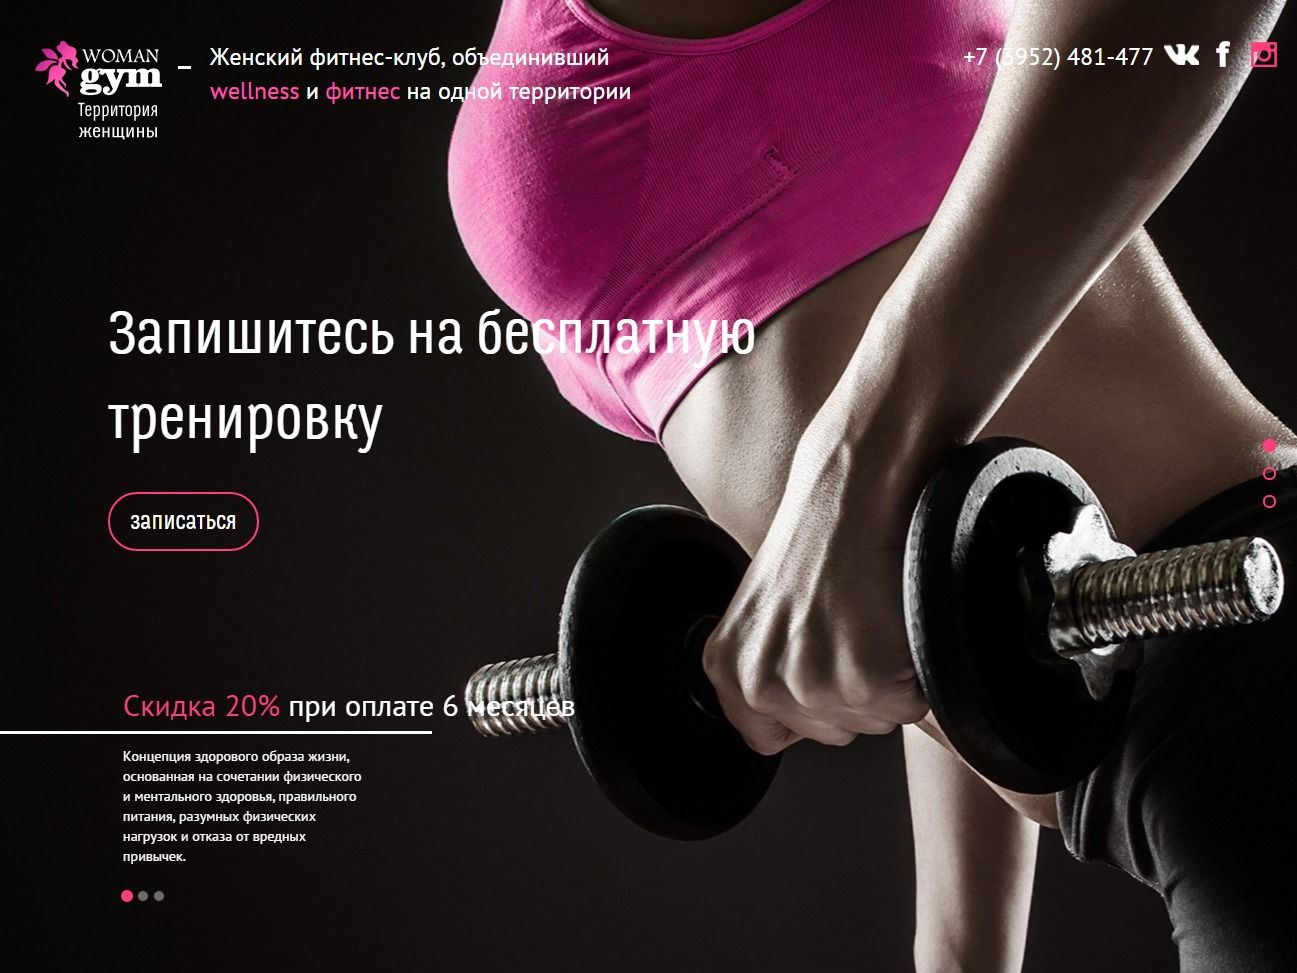 WOMAN
gym
Территория
женщины
Женский фитнес-клуб, объединивший
wellness и фитнес на одной территории
+7 (3952) 481-477
Запишитесь на бесплатную
тренировку
записаться
Скидка 20% при оплате 6 месяцев
Концепция здорового образа жизни,
основанная на сочетании физического
и ментального здоровья, правильного
питания, разумных физических
нагрузок и отказа от вредных
привычек.